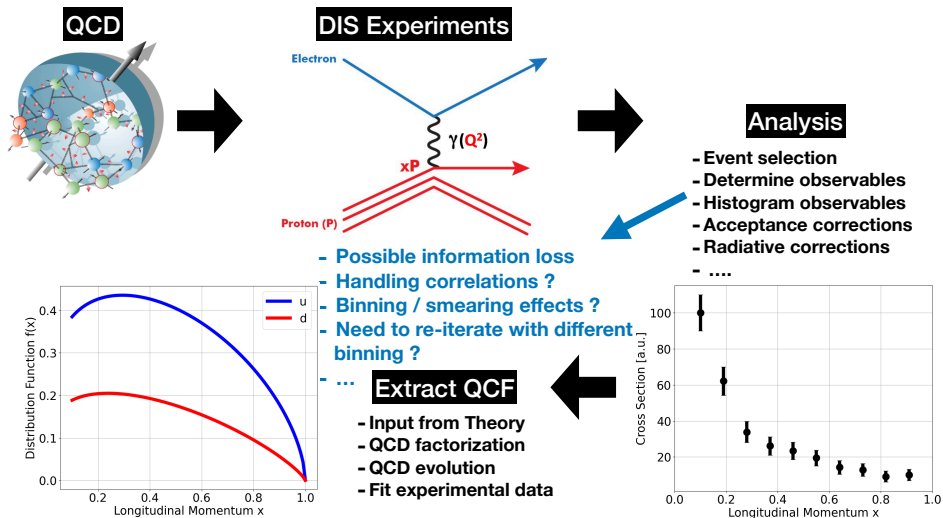 QCD
DIS Experiments
Electron
γ(Q²)
xP
Proton (P)
Analysis
- Event selection
- Determine observables
- Histogram observables
- Acceptance corrections
- Radiative corrections
- ....
- Possible information loss
- Handling correlations ?
- Binning / smearing effects ?
- Need to re-iterate with different
binning ?
- ...
Extract QCF
- Input from Theory
- QCD factorization
- QCD evolution
- Fit experimental data
Distribution Function f(x)
0.4
0.3
0.2
0.1
0.0
u
d
0.2 0.4 0.6 0.8 1.0
Longitudinal Momentum x
Cross Section [a.u.]
100
80
60
40
20
0.0 0.2 0.4 0.6 0.8 1.0
Longitudinal Momentum x